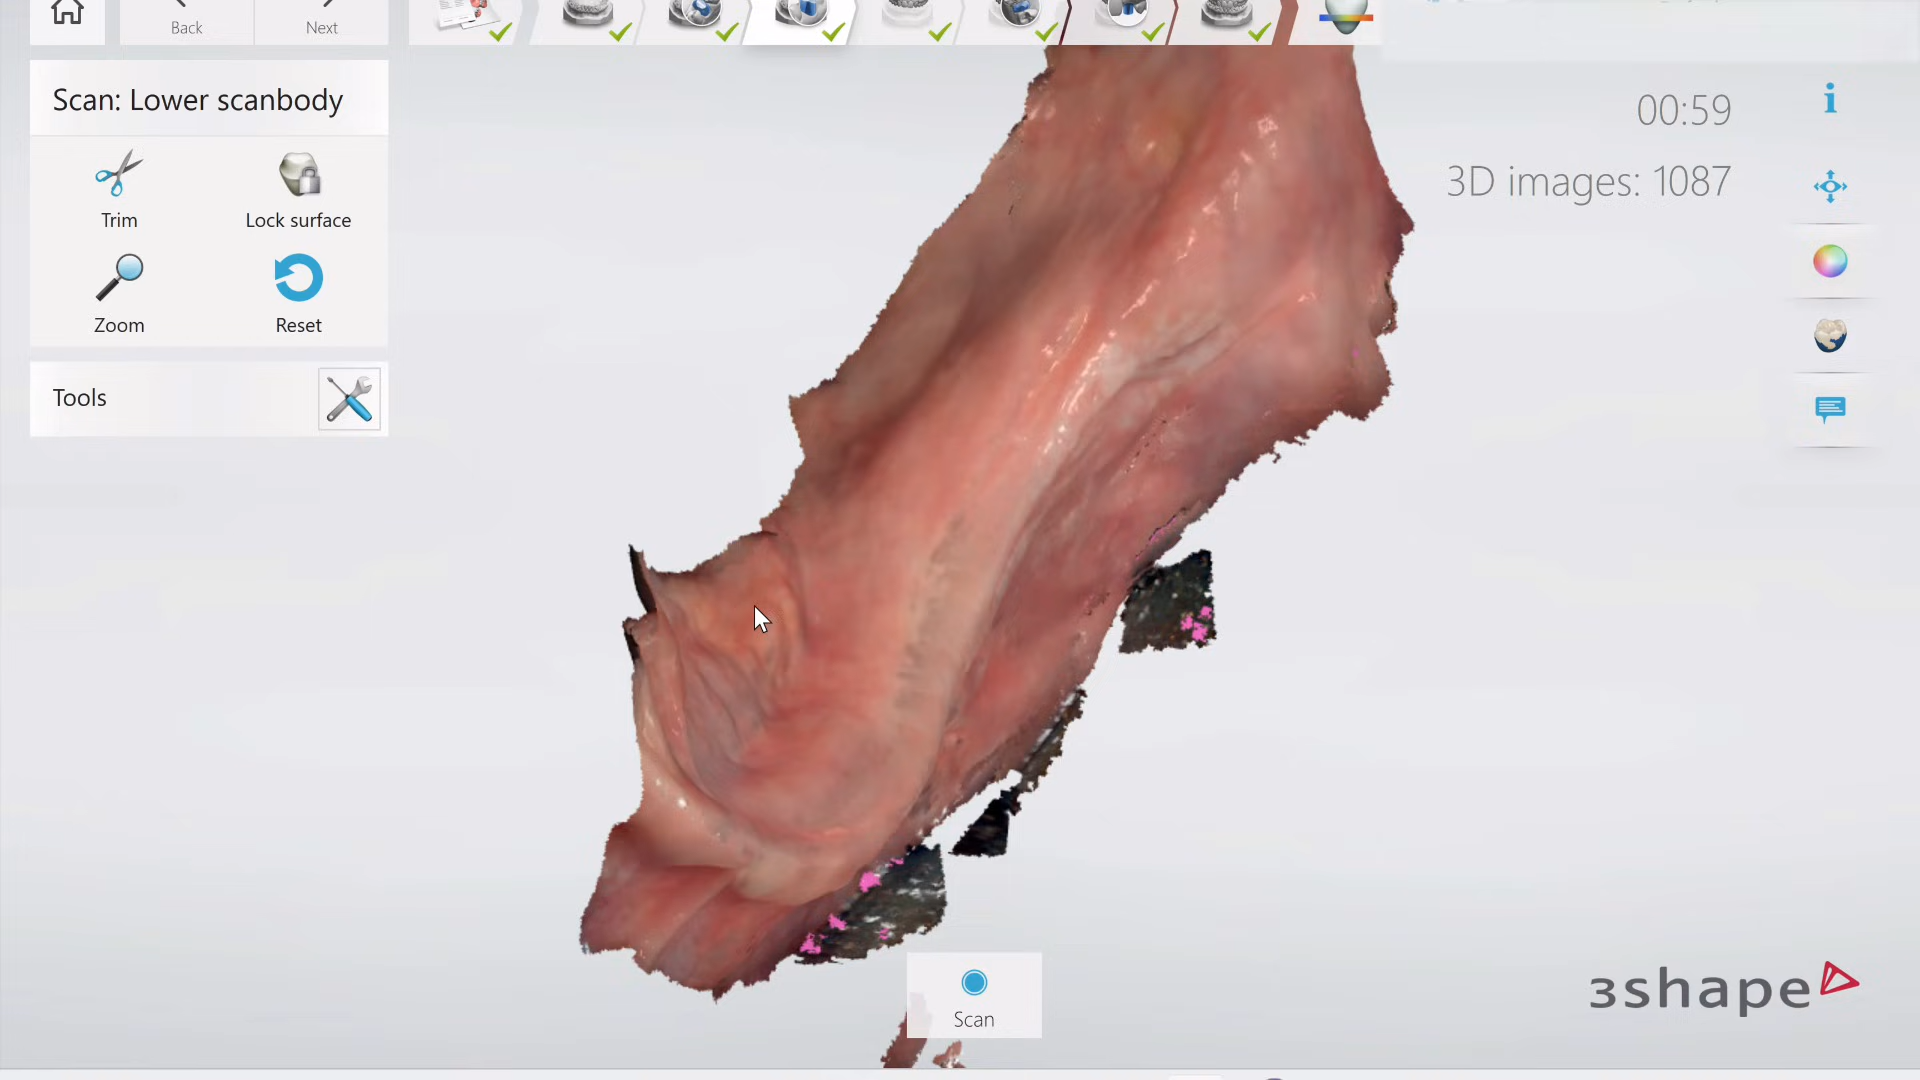 Back
Next
Scan: Lower scanbody
Trim
Lock surface
Zoom
Reset
Tools
00:59
3D images: 1087
Scan
3shape